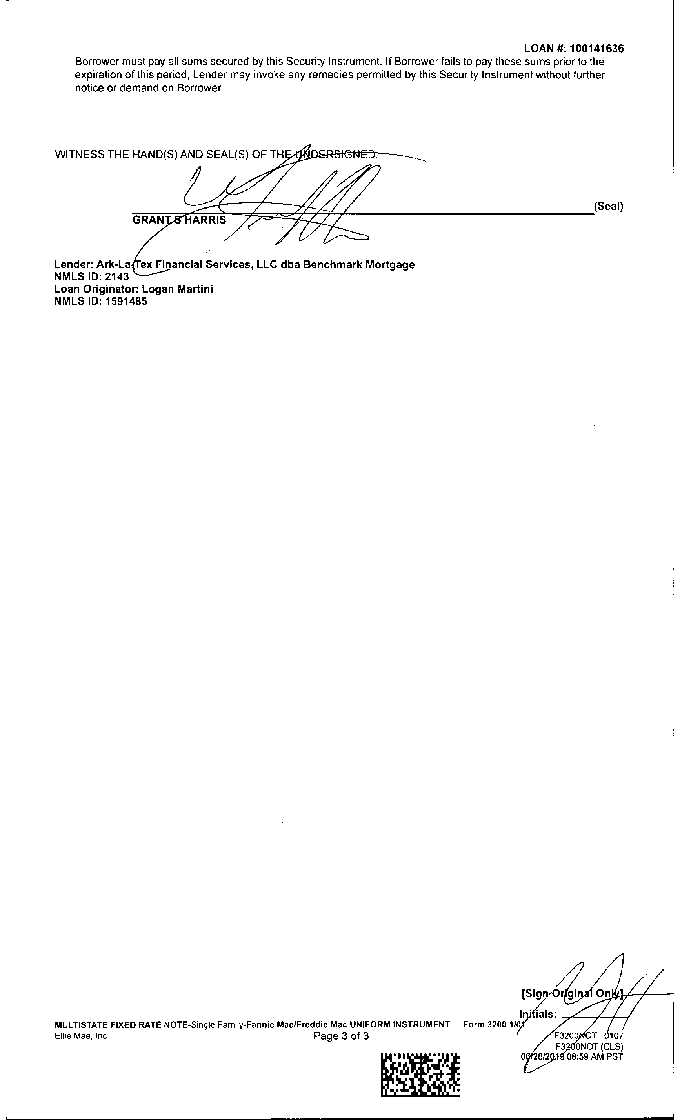 LOAN #: 100141636
Borrower must pay all sums secured by this Security Instrument. If Borrower fails to pay these sums prior to the
expiration of this period, Lender may invoke any remedies permitted by this Security Instrument without further
notice or demand on Borrower
WITNESS THE HAND(S) AND SEAL(S) OF THE UNDERSIGNED.
(Seal)
GRANT S HARRIS
Lender: Ark-La-Tex Financial Services, LLC dba Benchmark Mortgage
NMLS ID: 2143
Loan Originator: Logan Martini
NMLS ID: 1591485
[Sign Original Only]
Initials:
MULTISTATE FIXED RATE NOTE-Single Family-Fannie Mae/Freddie Mac UNIFORM INSTRUMENT Form 3200 1/01
Ellie Mae, Inc. Page 3 of 3 F3200NOT 0107
F3200NOT (CLS)
06/26/2019 08:59 AM PST